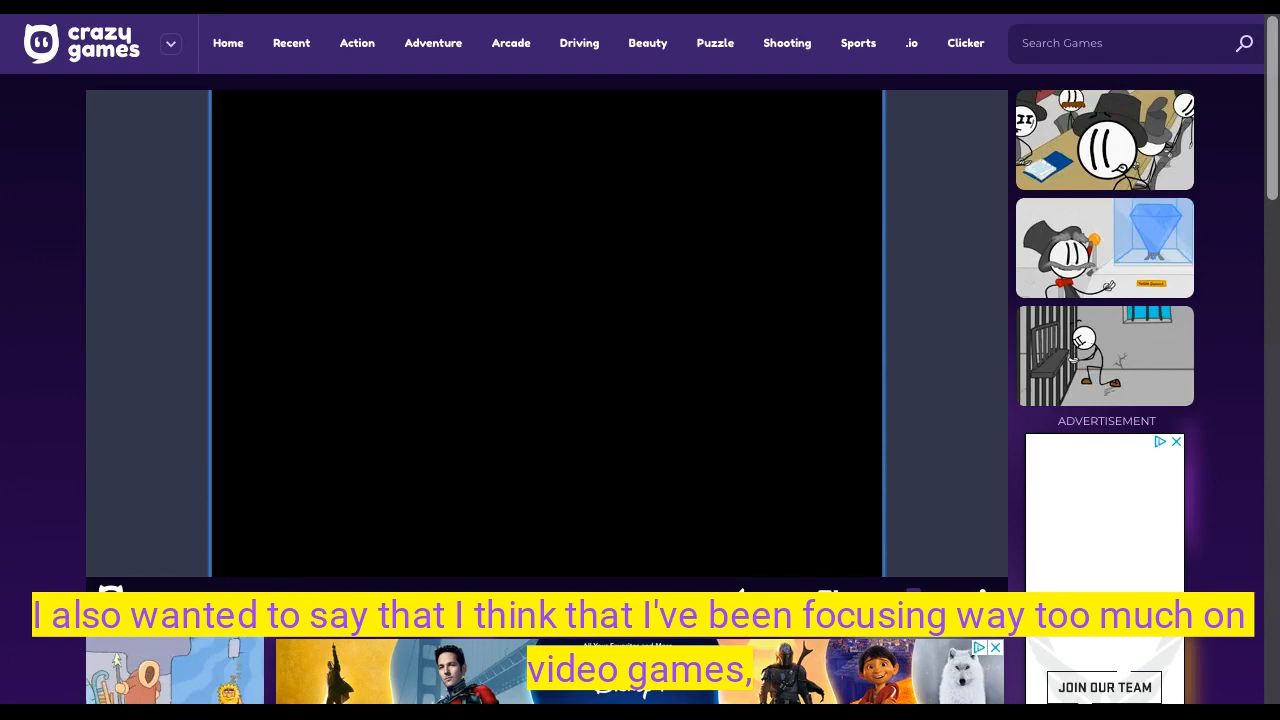 crazy
games
Home Recent Action Adventure Arcade Driving Beauty Puzzle Shooting Sports .io Clicker
Search Games
ADVERTISEMENT
I also wanted to say that I think that I've been focusing way too much on
video games,
JOIN OUR TEAM